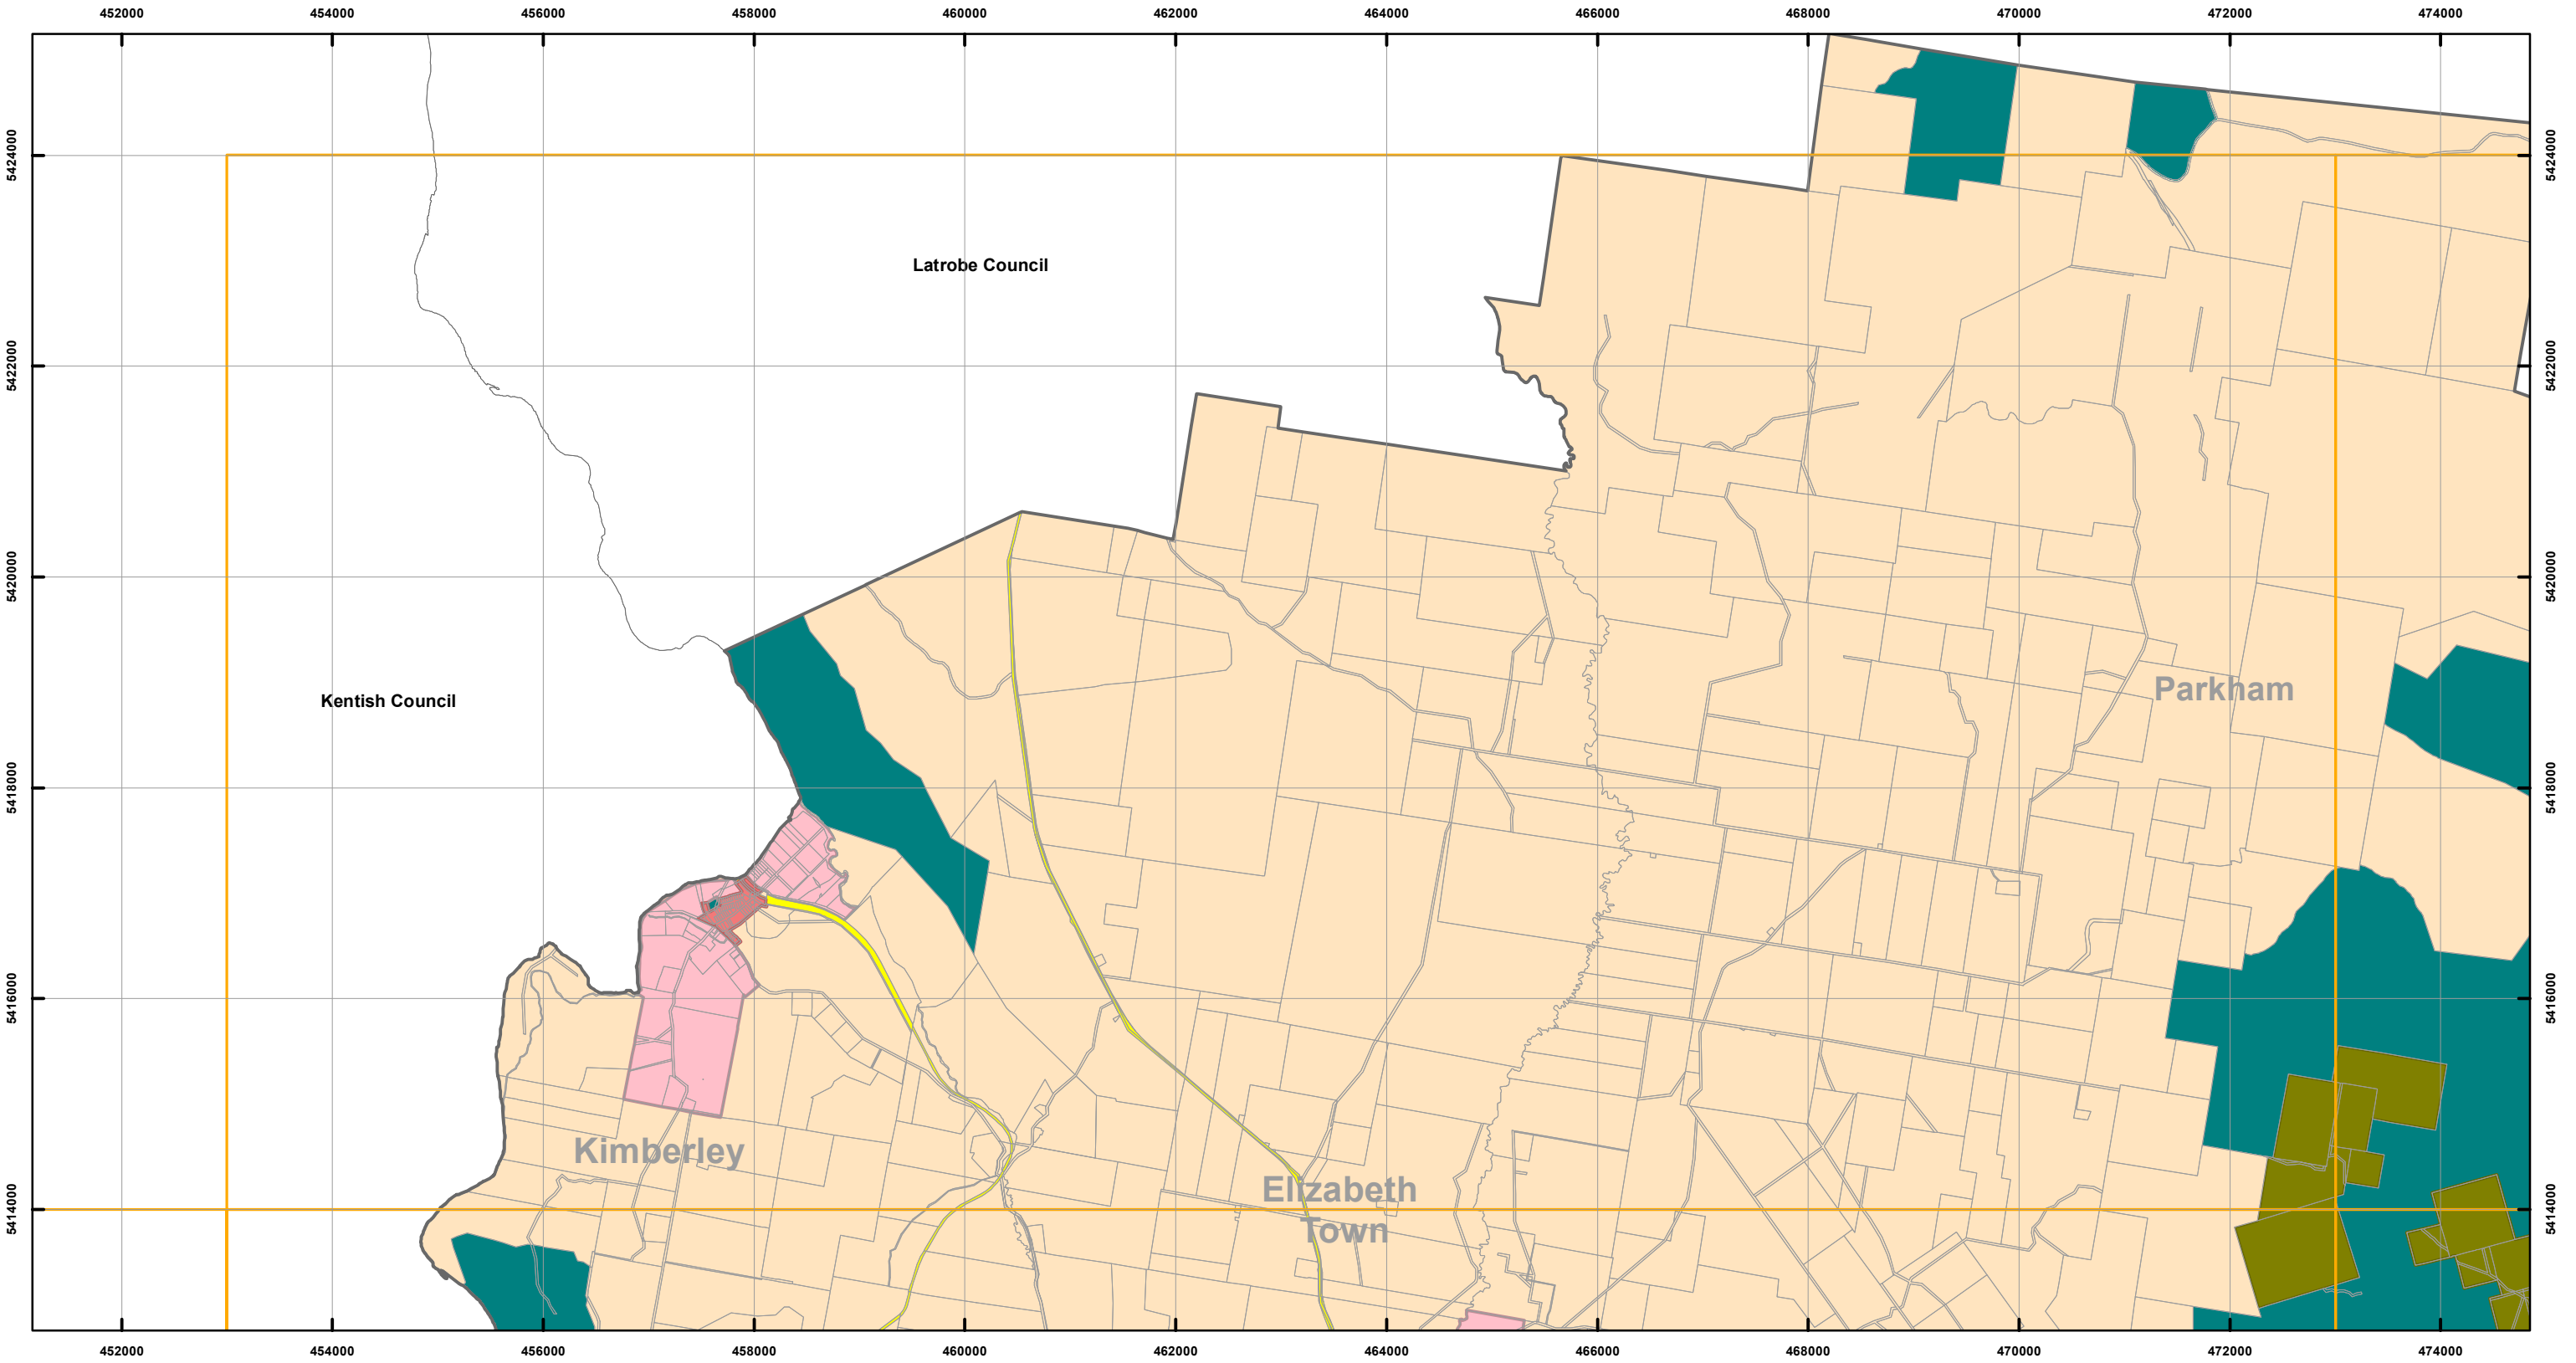 452000 454000 456000 458000 460000 462000 464000 466000 468000 470000 472000 474000
5424000 5424000
Latrobe Council
5422000 5422000
5420000 5420000
Parkham
Kentish Council
5418000 5418000
5416000 5416000
Kimberley
Elizabeth
Town
5414000 5414000
452000 454000 456000 458000 460000 462000 464000 466000 468000 470000 472000 474000